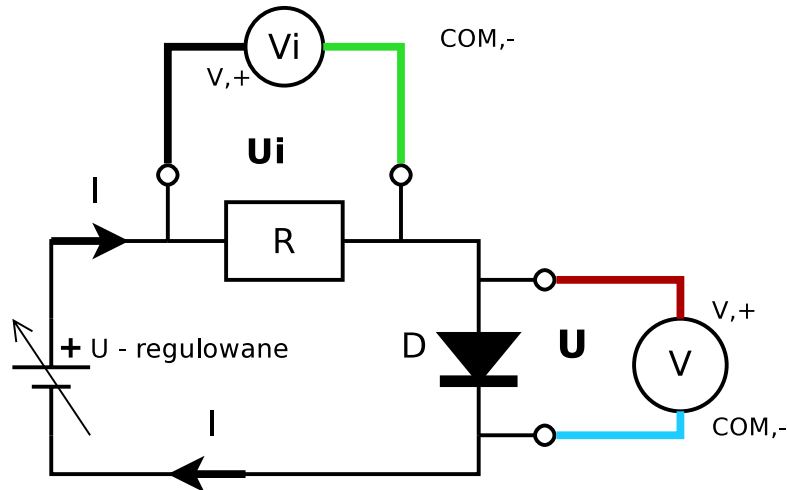 Vi
COM,-
V,+
Ui
I
R
V,+
+ U - regulowane
D
U
V
I
COM,-